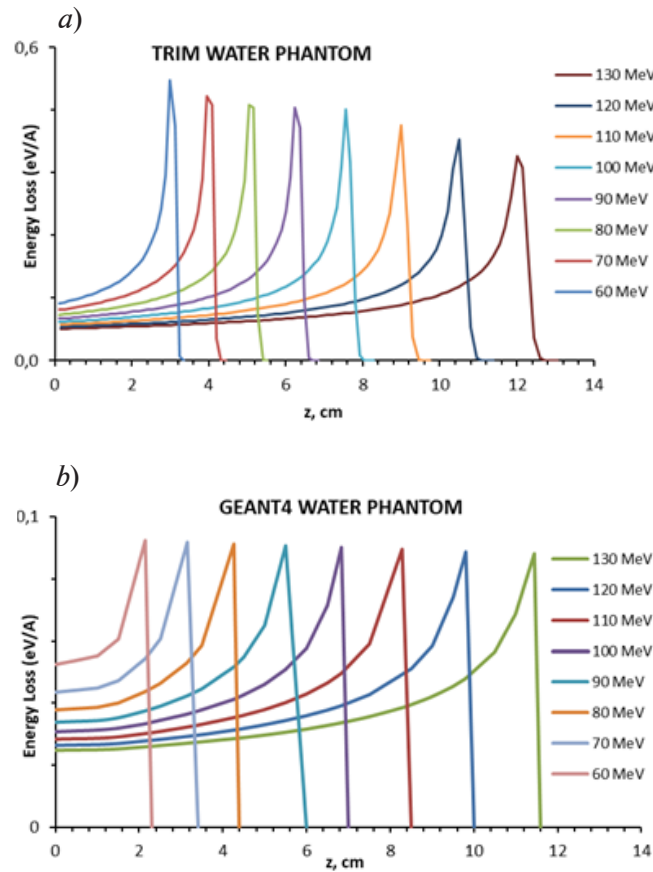 a)
TRIM WATER PHANTOM
0,6
Energy Loss (eV/A)
0,0
0 2 4 6 8 10 12 14
z, cm
130 MeV
120 MeV
110 MeV
100 MeV
90 MeV
80 MeV
70 MeV
60 MeV
b)
GEANT4 WATER PHANTOM
0,1
Energy Loss (eV/A)
0
0 2 4 6 8 10 12 14
z, cm
130 MeV
120 MeV
110 MeV
100 MeV
90 MeV
80 MeV
70 MeV
60 MeV